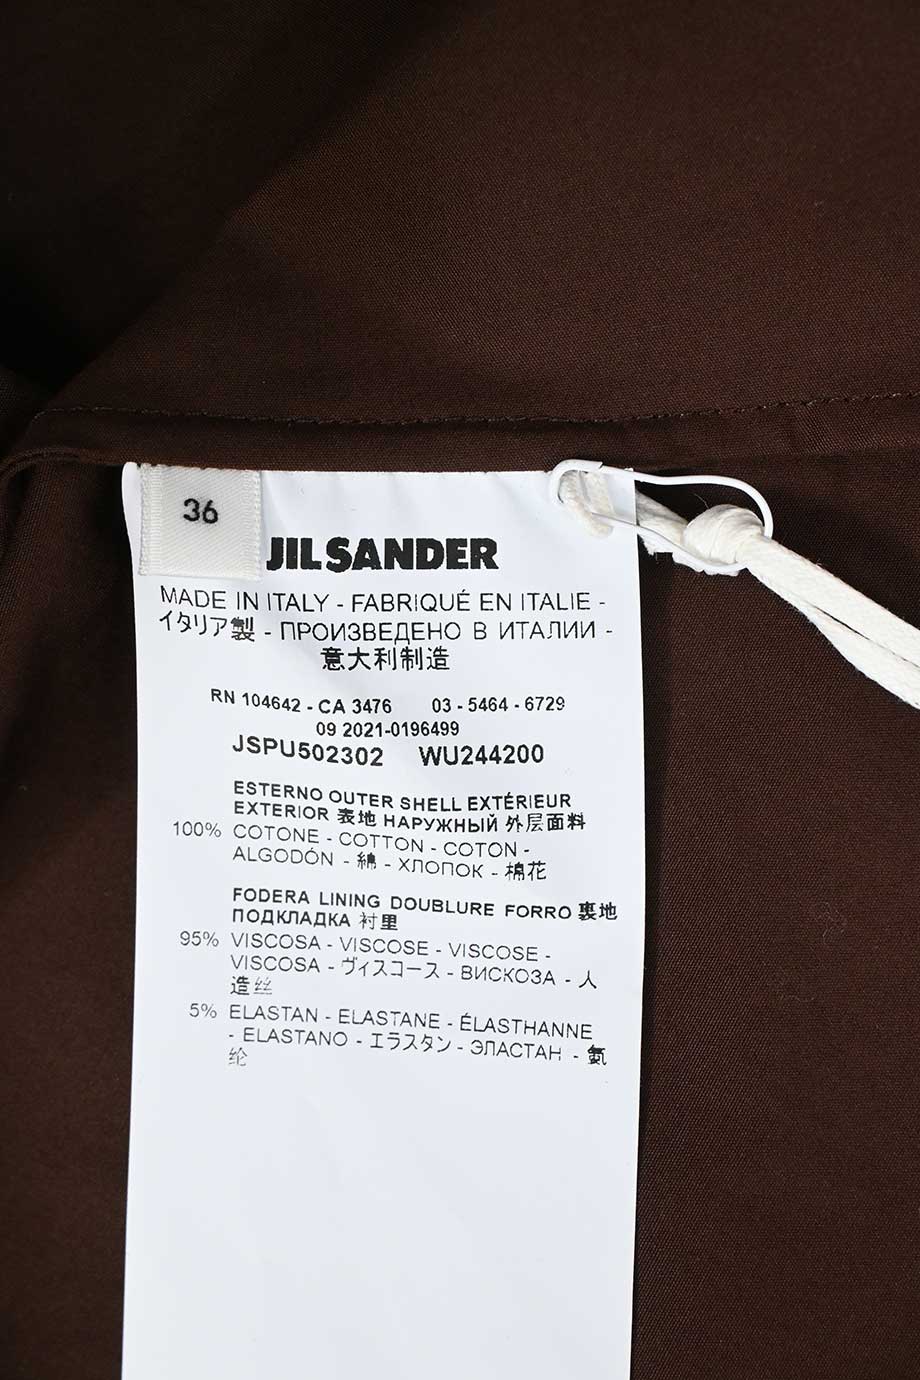 36
JIL SANDER
MADE IN ITALY - FABRIQUÉ EN ITALIE -
イタリア製 - ПРОИЗВЕДЕНО В ИТАЛИИ -
意大利制造
RN 104642 - CA 3476 03 - 5464 - 6729
09 2021-0196499
JSPU502302 WU244200
ESTERNO OUTER SHELL EXTÉRIEUR
EXTERIOR 表地 НАРУЖНЫЙ 外层面料
100% COTONE - COTTON - COTON -
ALGODÓN - 綿 - ХЛОПОК - 棉花
FODERA LINING DOUBLURE FORRO 裏地
ПОДКЛАДКА 衬里
95% VISCOSA - VISCOSE - VISCOSE -
VISCOSA - ヴィスコース - ВИСКОЗА - 人
造丝
5% ELASTAN - ELASTANE - ÉLASTHANNE
- ELASTANO - エラスタン - ЭЛАСТАН - 氨
纶